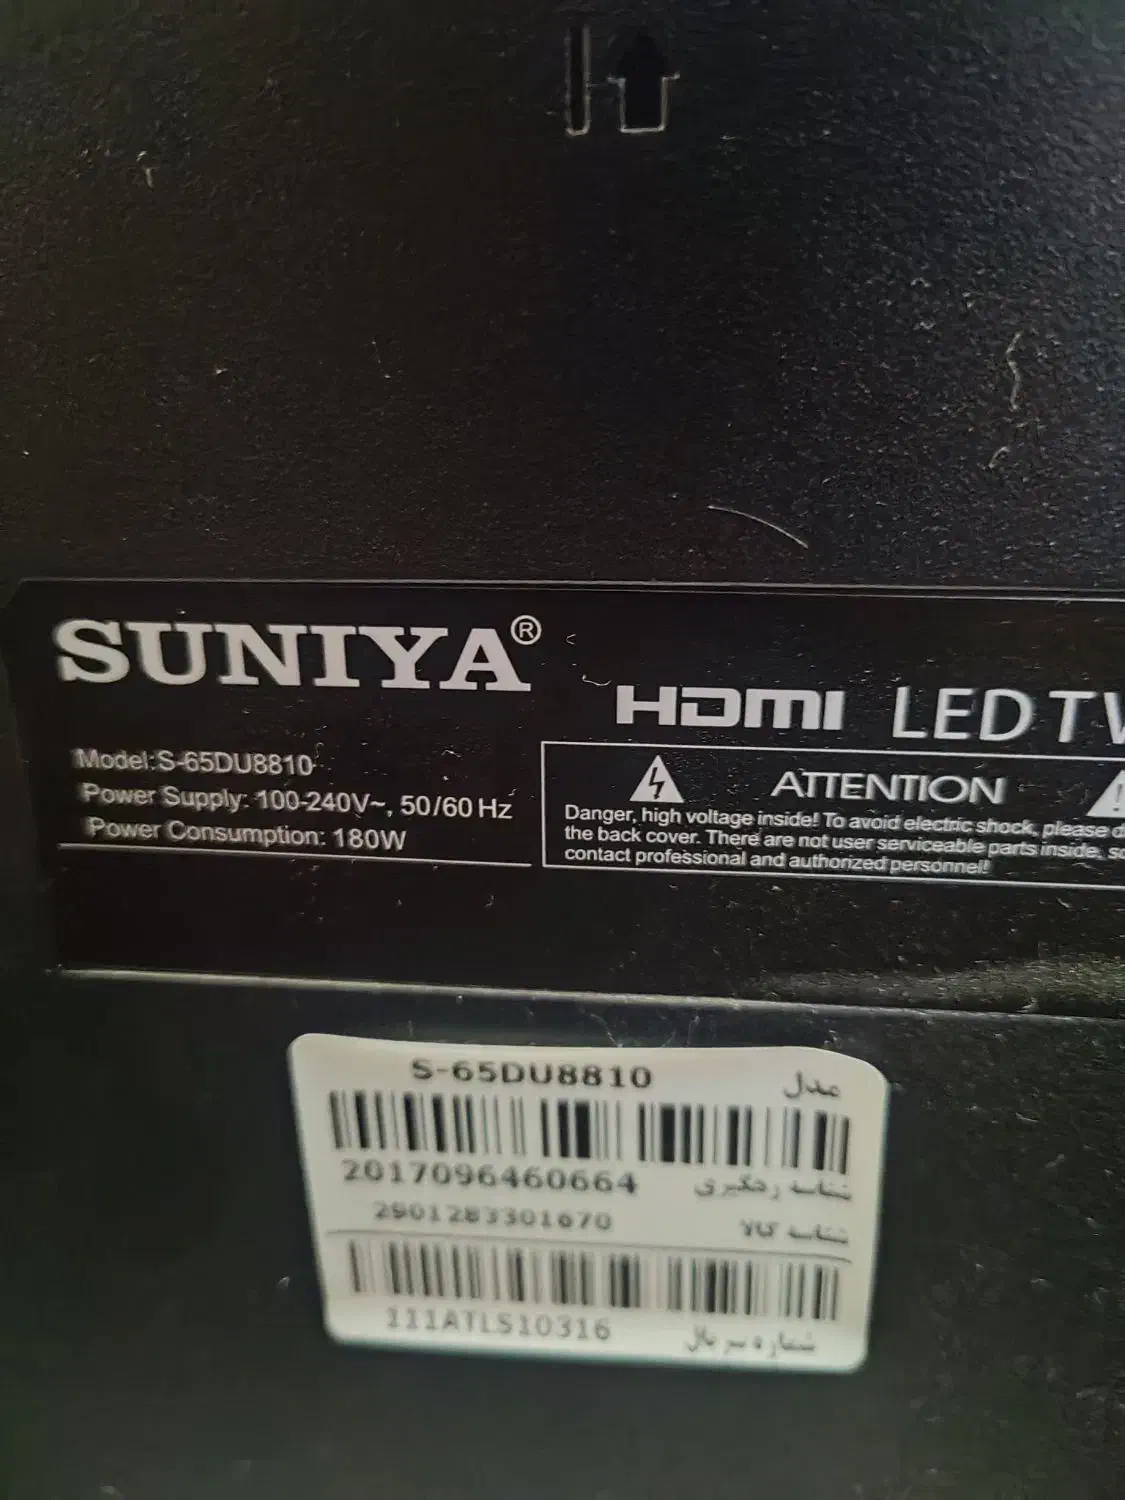 SUNIYA®
HDMI LED TV
Model:S-65DU8810
Power Supply: 100-240V~, 50/60 Hz
Power Consumption: 180W
ATTENTION
Danger, high voltage inside! To avoid electric shock, please
the back cover. There are not user serviceable parts inside,
contact professional and authorized personnel!
S-65DU8810 مدل
2017096460664 شناسه رهگیری
2901283301670 شناسه کالا
111ATLS10316 شماره سریال